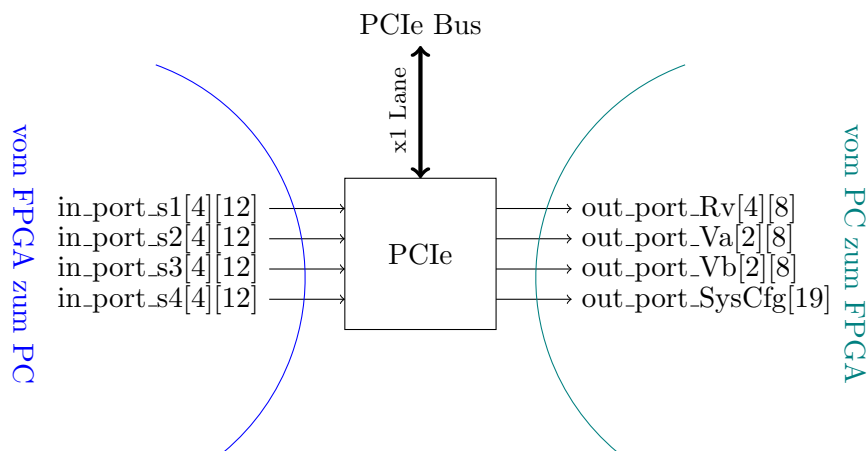 PCIe Bus
x1 Lane
vom FPGA zum PC
in_port_s1[4][12]
in_port_s2[4][12]
in_port_s3[4][12]
in_port_s4[4][12]
PCIe
out_port_Rv[4][8]
out_port_Va[2][8]
out_port_Vb[2][8]
out_port_SysCfg[19]
vom PC zum FPGA